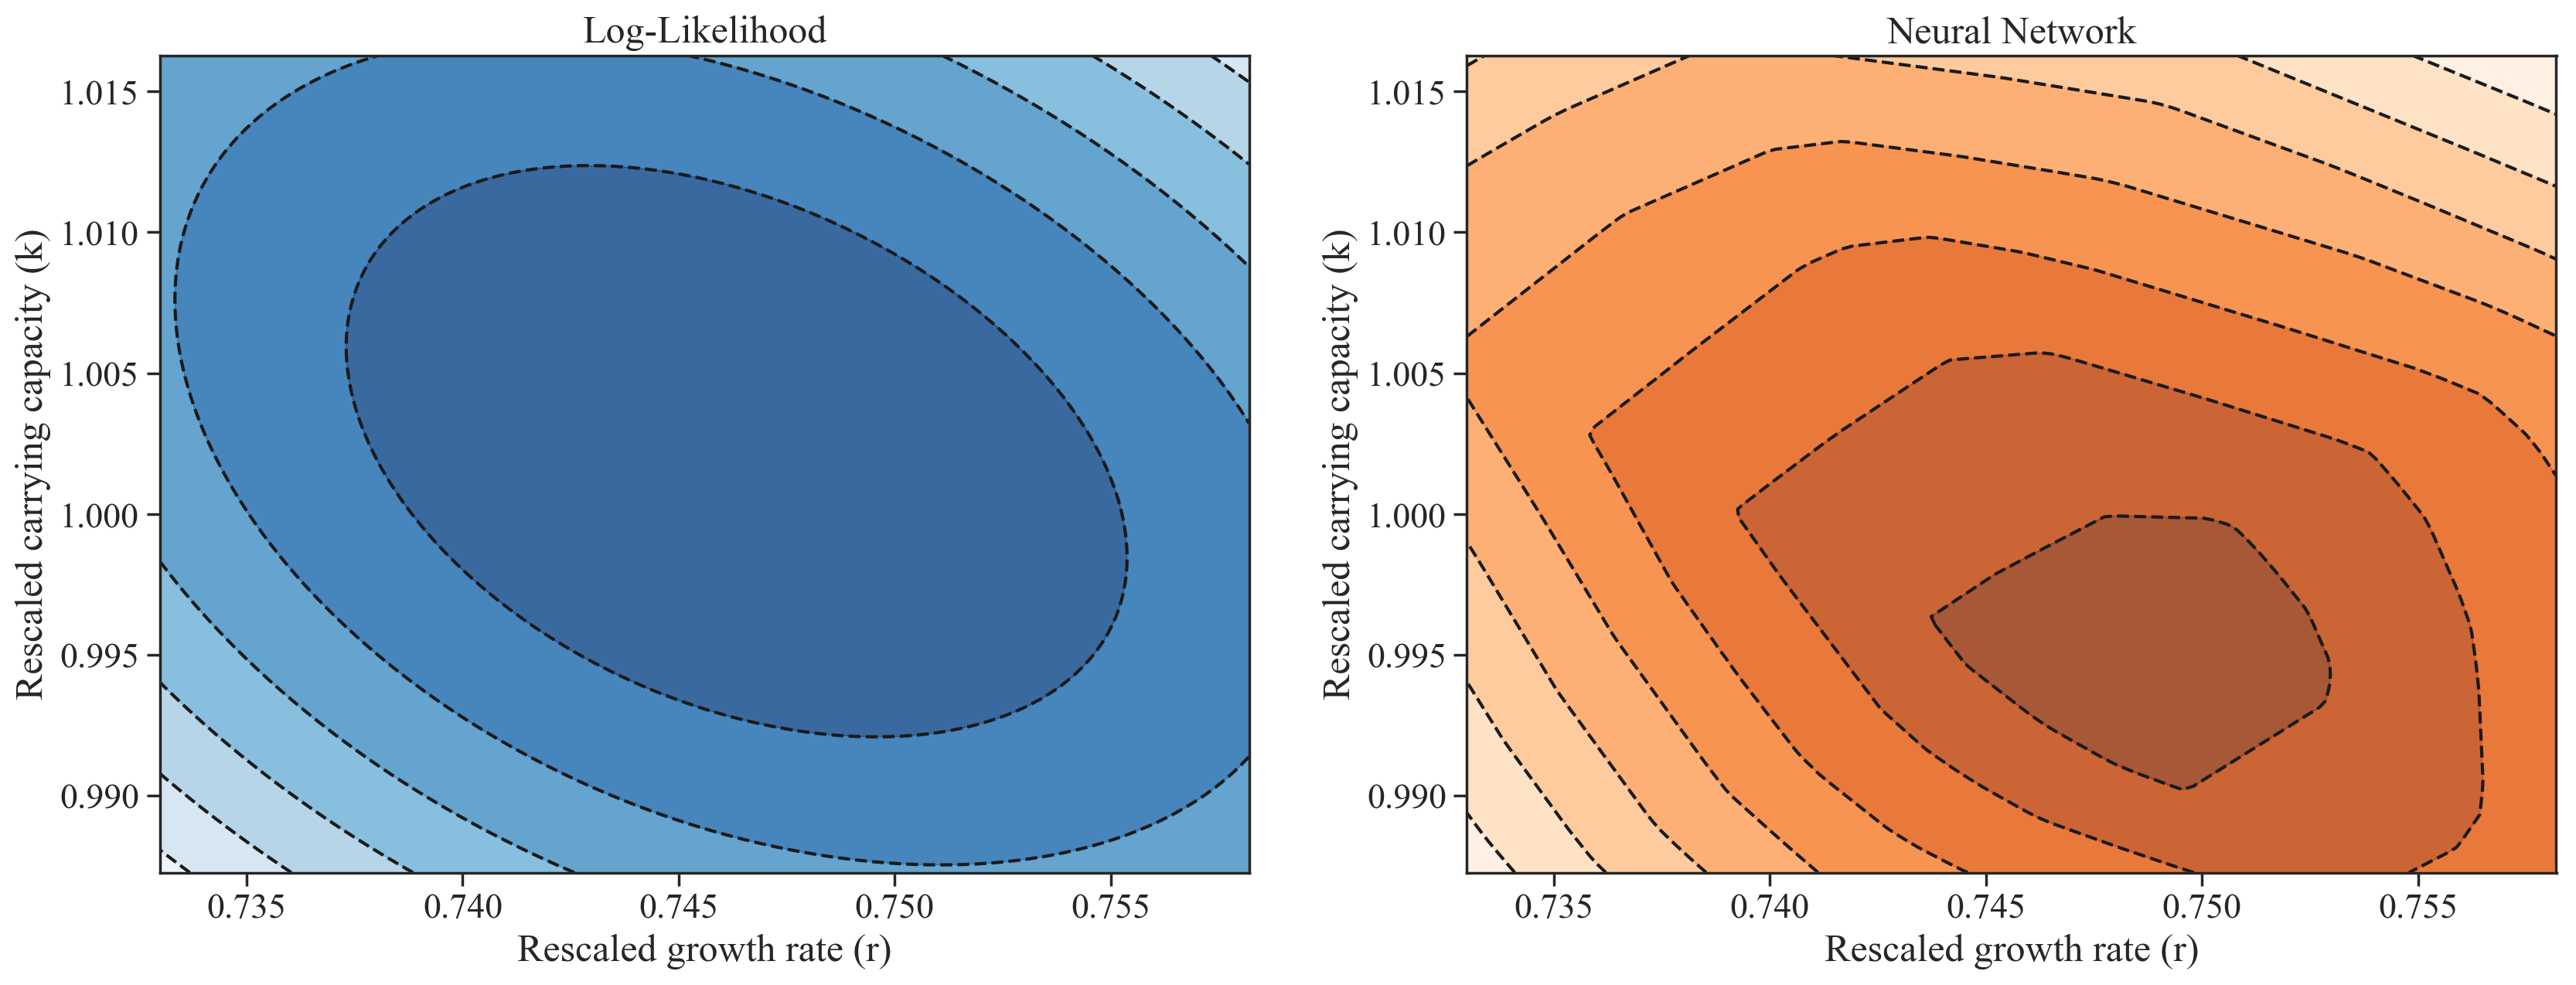 Log-Likelihood
Rescaled carrying capacity (k)
1.015
1.010
1.005
1.000
0.995
0.990
0.735 0.740 0.745 0.750 0.755
Rescaled growth rate (r)
Neural Network
Rescaled carrying capacity (k)
1.015
1.010
1.005
1.000
0.995
0.990
0.735 0.740 0.745 0.750 0.755
Rescaled growth rate (r)